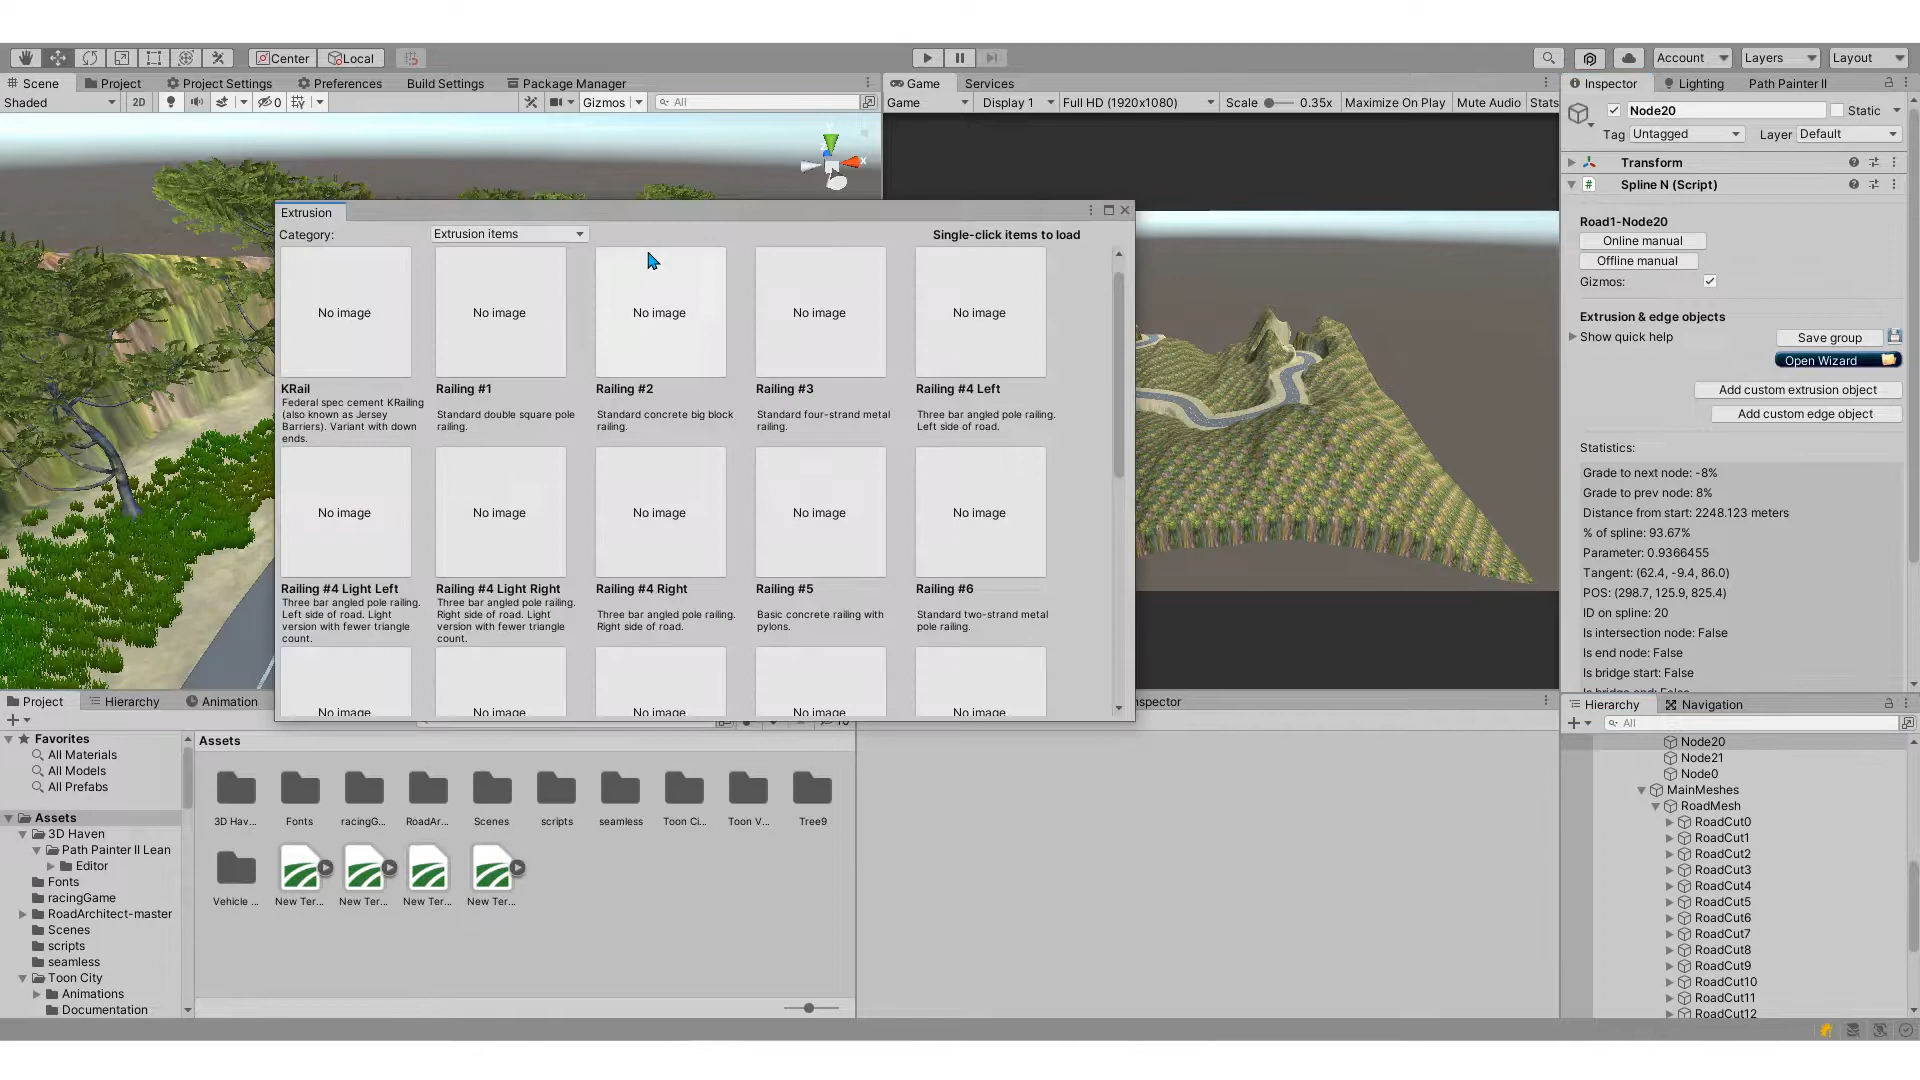 Center
Local
Account
Layers
Layout
Scene
Project
Project Settings
Preferences
Build Settings
Package Manager
Game
Services
Inspector
Lighting
Path Painter II
Shaded
2D
0
Gizmos
All
Game
Display 1
Full HD (1920x1080)
Scale
0.35x
Maximize On Play
Mute Audio
Stats
Node20
Static
Tag
Untagged
Layer
Default
Transform
Spline N (Script)
Road1-Node20
Online manual
Offline manual
Gizmos:
Extrusion & edge objects
Show quick help
Save group
Open Wizard
Add custom extrusion object
Add custom edge object
Statistics:
Grade to next node: -8%
Grade to prev node: 8%
Distance from start: 2248.123 meters
% of spline: 93.67%
Parameter: 0.9366455
Tangent: (62.4, -9.4, 86.0)
POS: (298.7, 125.9, 825.4)
ID on spline: 20
Is intersection node: False
Is end node: False
Is bridge start: False
Is bridge end: False
x
Extrusion
Category:
Extrusion items
Single-click items to load
No image
No image
No image
No image
No image
KRail
Federal spec cement KRailing
(also known as Jersey
Barriers). Variant with down
ends.
Railing #1
Standard double square pole
railing.
Railing #2
Standard concrete big block
railing.
Railing #3
Standard four-strand metal
railing.
Railing #4 Left
Three bar angled pole railing.
Left side of road.
No image
No image
No image
No image
No image
Railing #4 Light Left
Three bar angled pole railing.
Left side of road. Light
version with fewer triangle
count.
Railing #4 Light Right
Three bar angled pole railing.
Right side of road. Light
version with fewer triangle
count.
Railing #4 Right
Three bar angled pole railing.
Right side of road.
Railing #5
Basic concrete railing with
pylons.
Railing #6
Standard two-strand metal
pole railing.
No image
No image
No image
No image
No image
Project
Hierarchy
Animation
nspector
Favorites
All Materials
All Models
All Prefabs
Assets
3D Haven
Path Painter II Lean
Editor
Fonts
racingGame
RoadArchitect-master
Scenes
scripts
seamless
Toon City
Animations
Documentation
Assets
3D Hav...
Fonts
racingG...
RoadAr...
Scenes
scripts
seamless
Toon Ci...
Toon V...
Tree9
Vehicle ...
New Ter...
New Ter...
New Ter...
New Ter...
Hierarchy
Navigation
All
Node20
Node21
Node0
MainMeshes
RoadMesh
RoadCut0
RoadCut1
RoadCut2
RoadCut3
RoadCut4
RoadCut5
RoadCut6
RoadCut7
RoadCut8
RoadCut9
RoadCut10
RoadCut11
RoadCut12